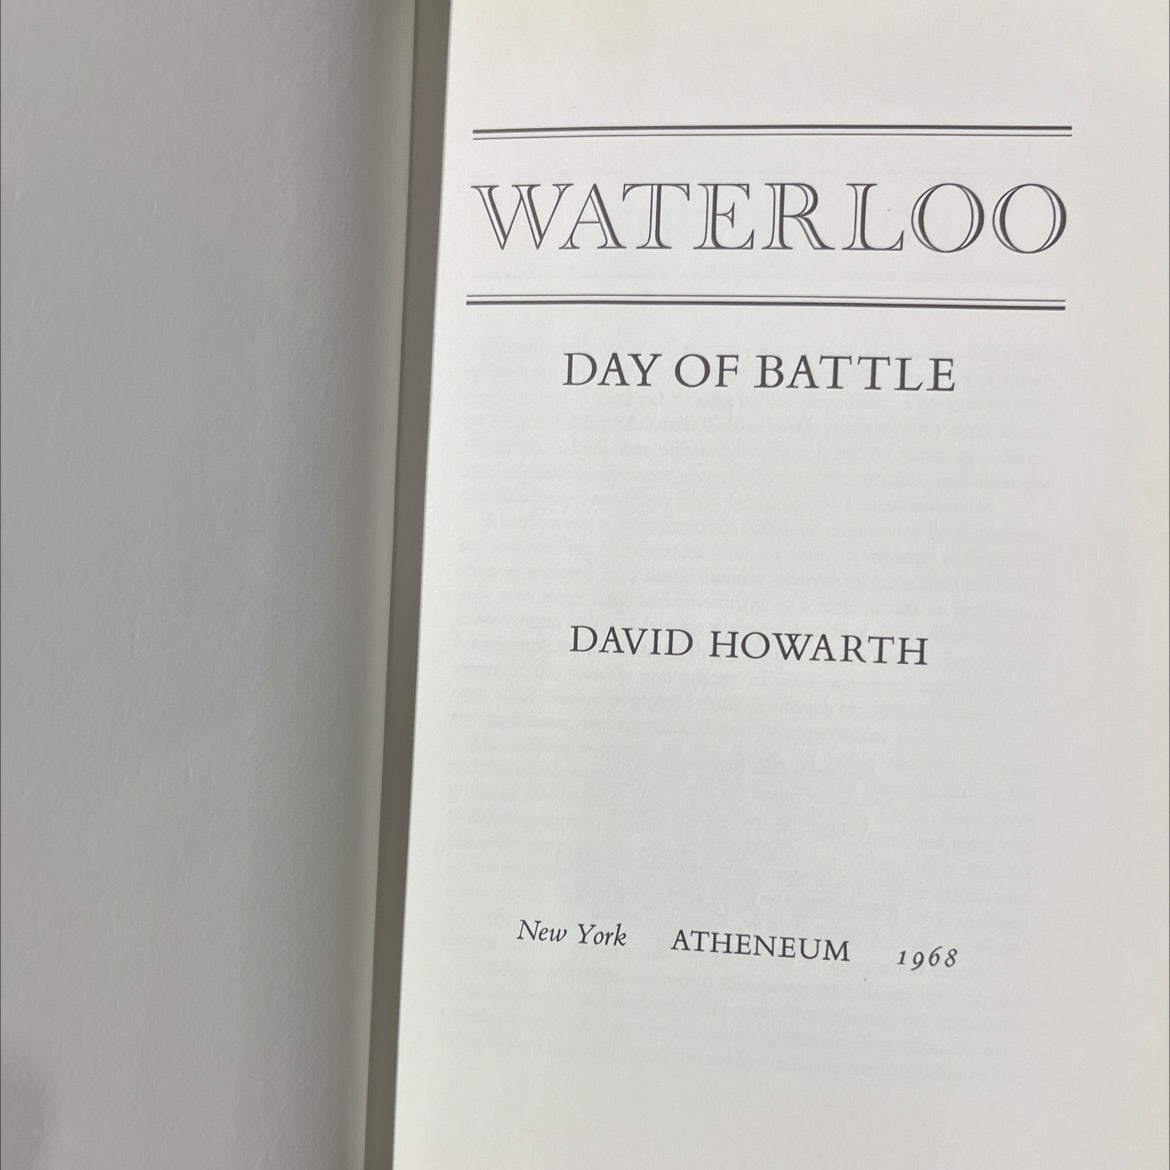 WATERLOO
DAY OF BATTLE
DAVID HOWARTH
New York ATHENEUM 1968